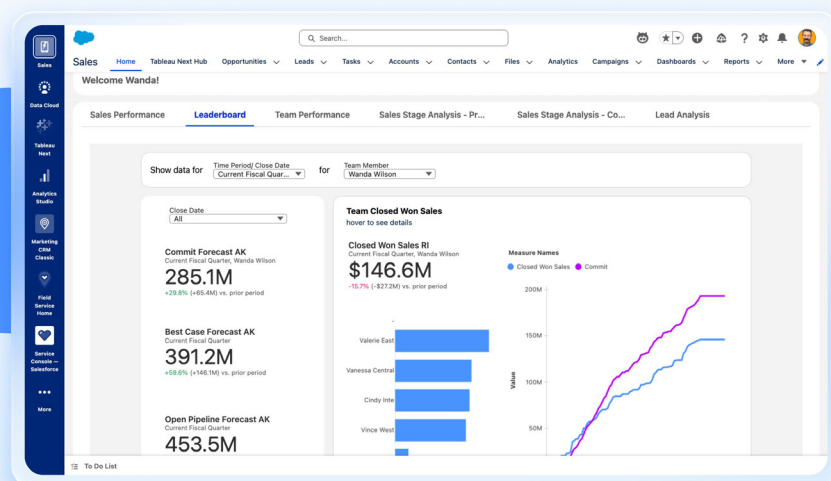 Search...
Sales
Home
Tableau Next Hub
Opportunities
Leads
Tasks
Accounts
Contacts
Files
Analytics
Campaigns
Dashboards
Reports
More
Sales
Data Cloud
Tableau
Next
Analytics
Studio
Marketing
CRM
Classic
Field
Service
Home
Service
Console —
Salesforce
More
Welcome Wanda!
Sales Performance
Leaderboard
Team Performance
Sales Stage Analysis - Pr...
Sales Stage Analysis - Co...
Lead Analysis
Show data for
Time Period/ Close Date
Current Fiscal Quar...
for
Team Member
Wanda Wilson
Close Date
All
Commit Forecast AK
Current Fiscal Quarter, Wanda Wilson
285.1M
+29.8% (+65.4M) vs. prior period
Best Case Forecast AK
Current Fiscal Quarter
391.2M
+59.6% (+146.1M) vs. prior period
Open Pipeline Forecast AK
Current Fiscal Quarter
453.5M
Team Closed Won Sales
hover to see details
Closed Won Sales RI
Current Fiscal Quarter, Wanda Wilson
$146.6M
-15.7% (-$27.2M) vs. prior period
Valerie East
Vanessa Central
Cindy Inte
Vince West
Measure Names
Closed Won Sales
Commit
200M
150M
100M
50M
Value
To Do List